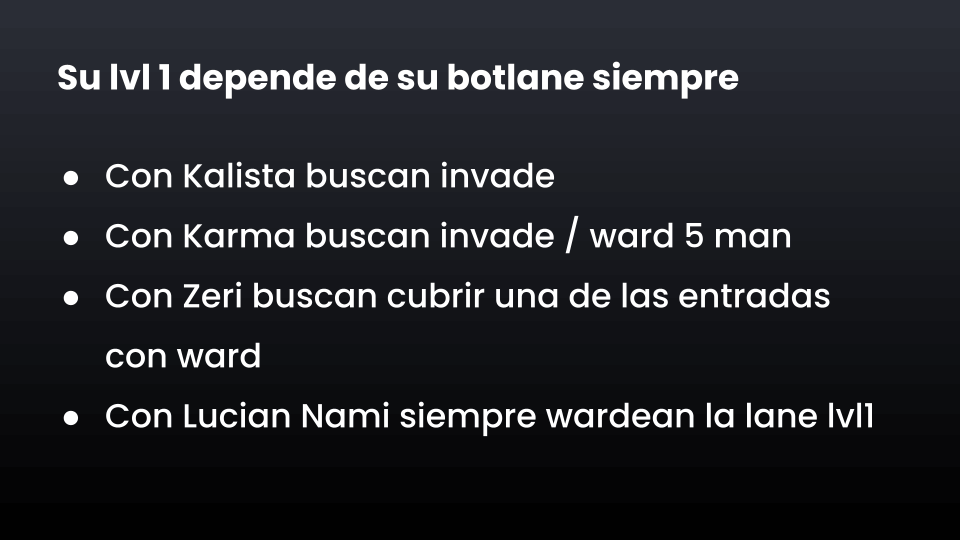 Su lvl 1 depende de su botlane siempre
● Con Kalista buscan invade
● Con Karma buscan invade / ward 5 man
● Con Zeri buscan cubrir una de las entradas
con ward
● Con Lucian Nami siempre wardean la lane lvl1